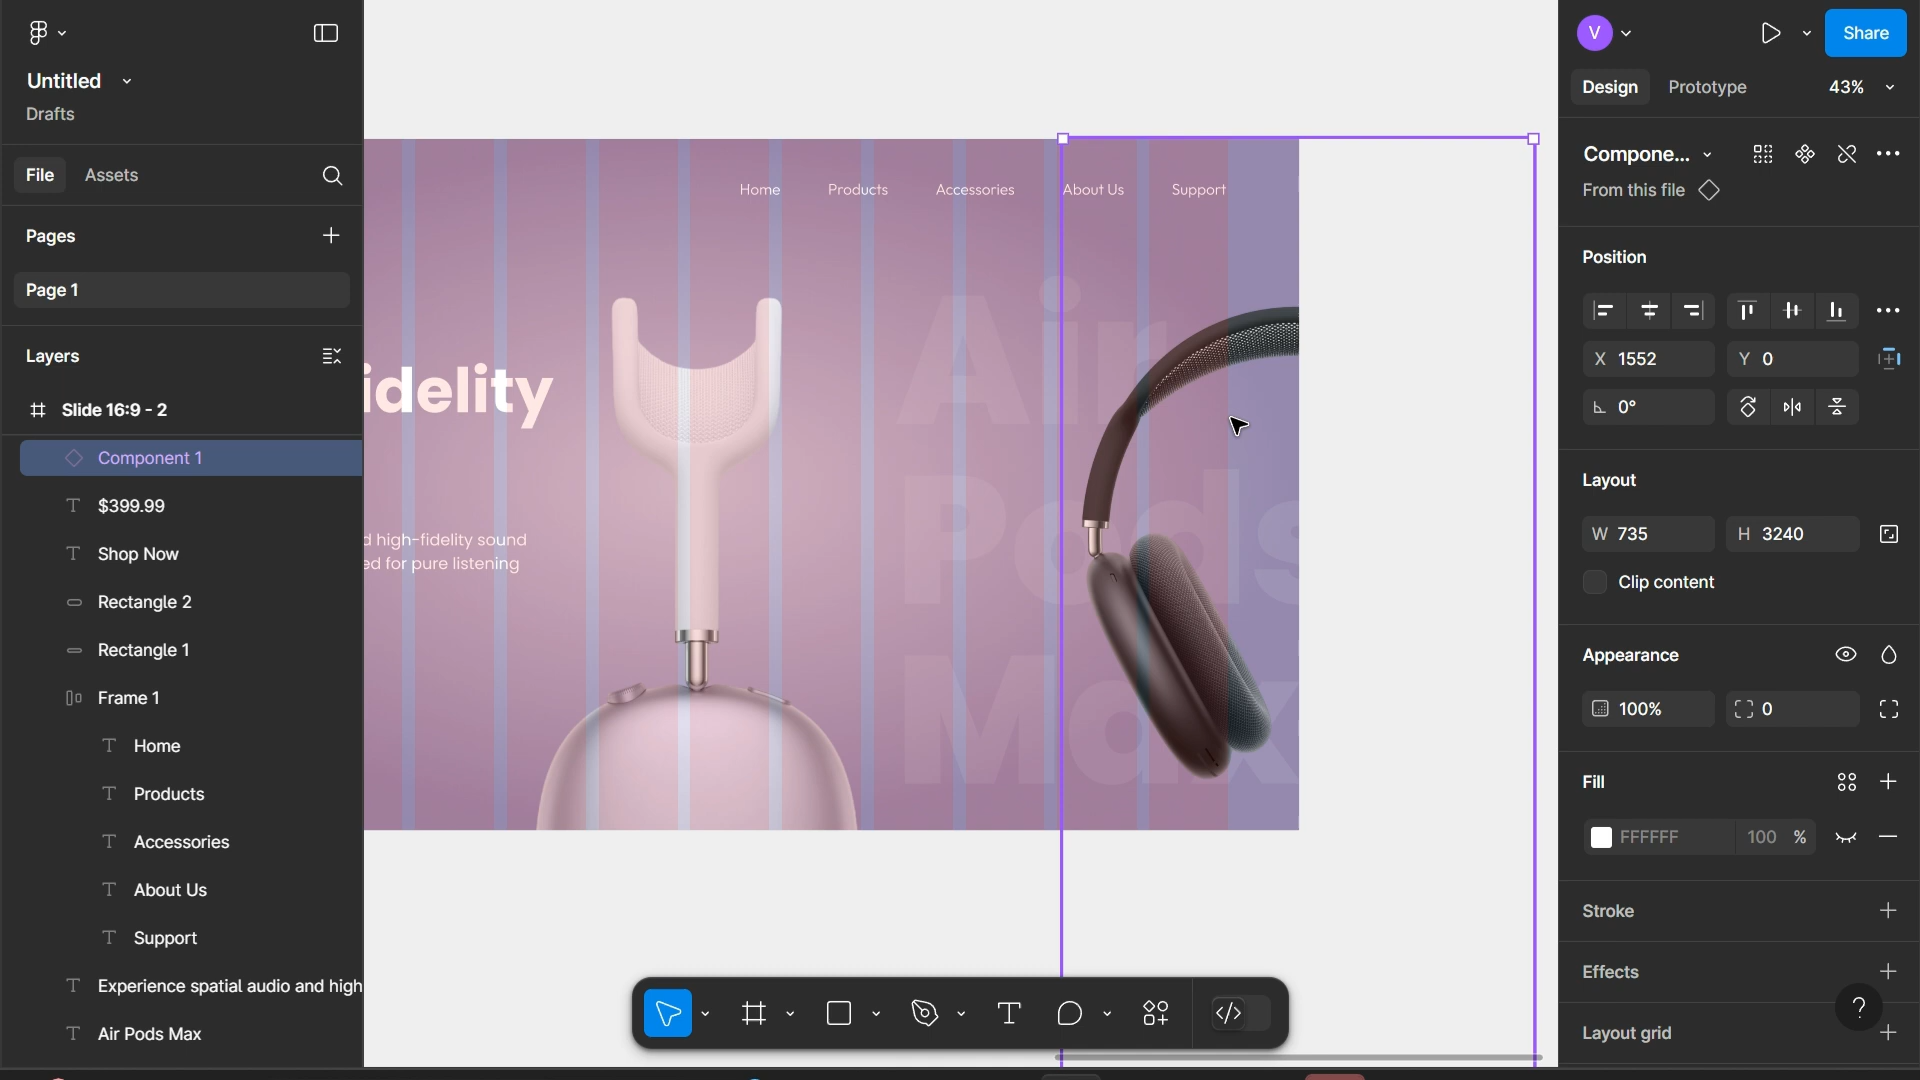 Untitled
Drafts
File
Assets
Pages
Page 1
Layers
Slide 16:9 - 2
Component 1
$399.99
Shop Now
Rectangle 2
Rectangle 1
Frame 1
Home
Products
Accessories
About Us
Support
Experience spatial audio and high
Air Pods Max
Home
Products
Accessories
About Us
Support
Air
Pods
Max
idelity
d high-fidelity sound
ed for pure listening
V
Share
Design
Prototype
43%
Compone...
From this file
Position
X 1552
Y 0
0°
Layout
W 735
H 3240
Clip content
Appearance
100%
0
Fill
FFFFFF
100 %
Stroke
Effects
Layout grid
?